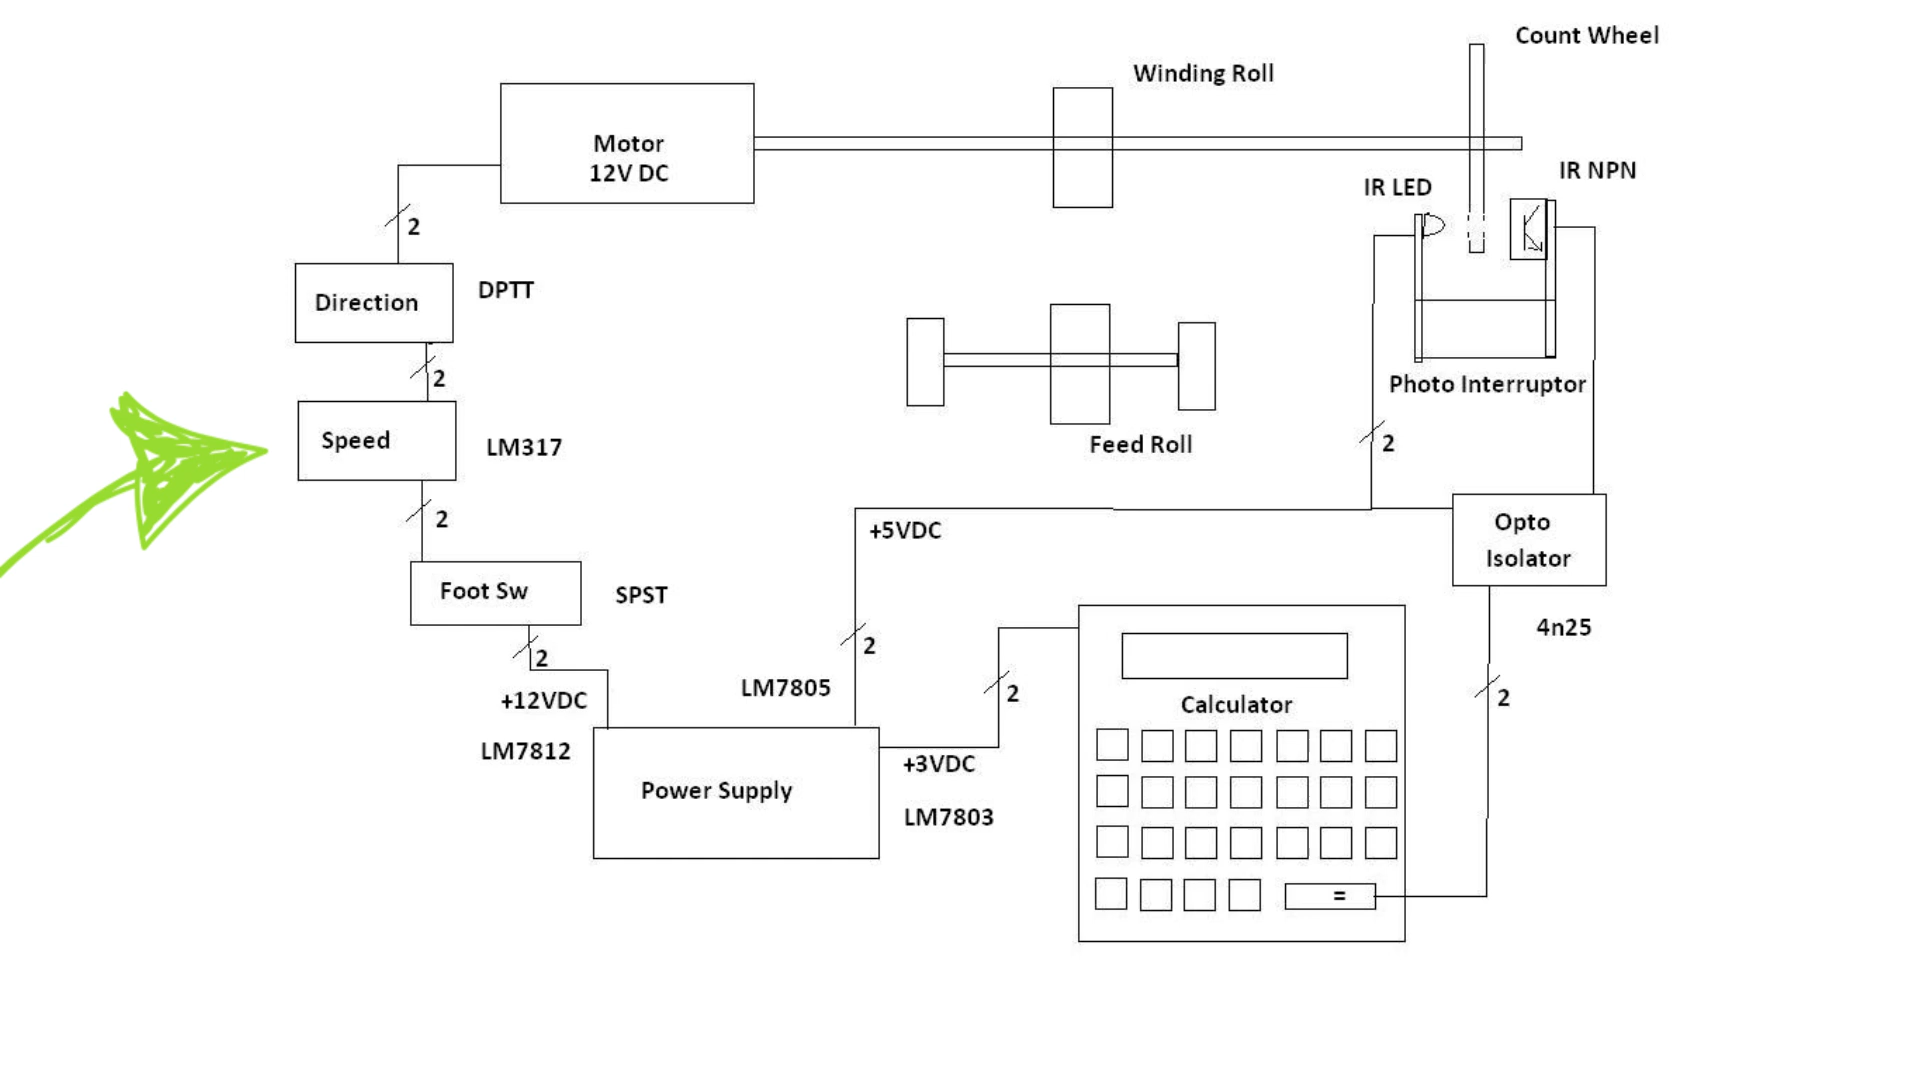 Count Wheel
Winding Roll
Motor
12V DC
IR NPN
IR LED
2
Direction
DPTT
2
Photo Interruptor
Speed
LM317
Feed Roll
2
2
+5VDC
Opto
Isolator
Foot Sw
SPST
4n25
2
2
LM7805
2
2
+12VDC
Calculator
LM7812
+3VDC
Power Supply
LM7803
=